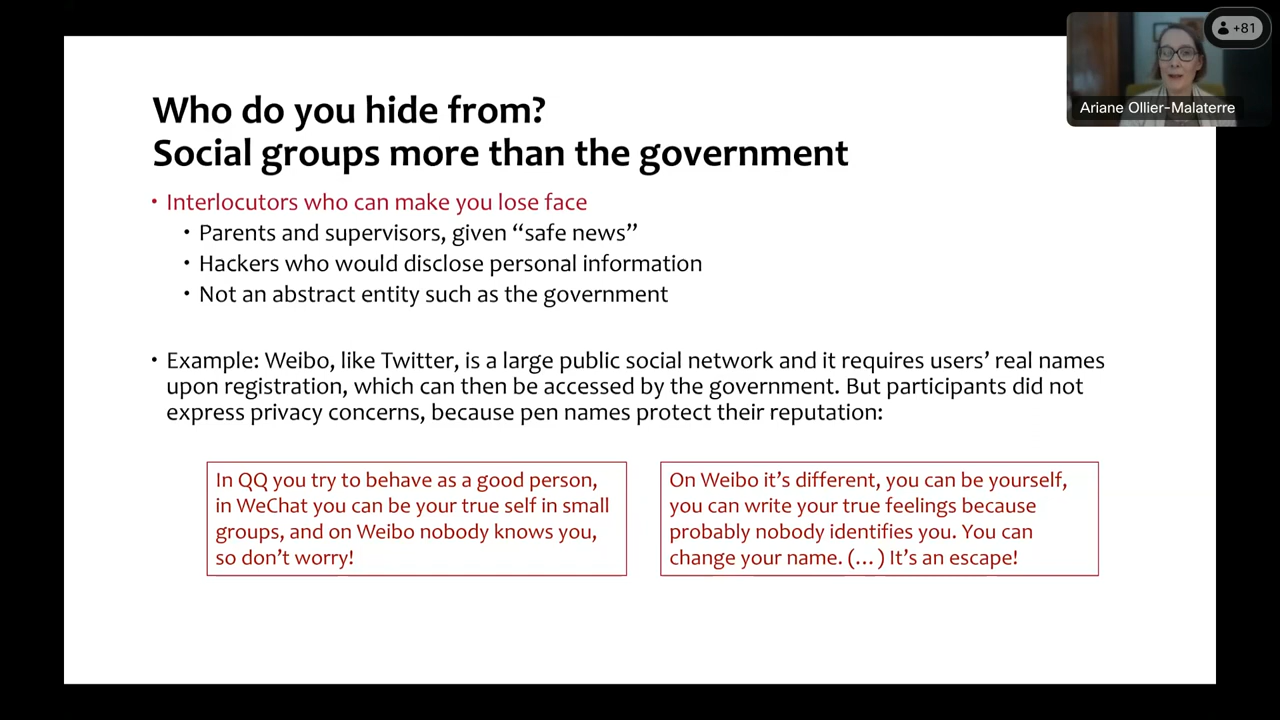 +81
Ariane Ollier-Malaterre
Who do you hide from?
Social groups more than the government
• Interlocutors who can make you lose face
• Parents and supervisors, given “safe news”
• Hackers who would disclose personal information
• Not an abstract entity such as the government
• Example: Weibo, like Twitter, is a large public social network and it requires users’ real names
upon registration, which can then be accessed by the government. But participants did not
express privacy concerns, because pen names protect their reputation:
In QQ you try to behave as a good person,
in WeChat you can be your true self in small
groups, and on Weibo nobody knows you,
so don’t worry!
On Weibo it’s different, you can be yourself,
you can write your true feelings because
probably nobody identifies you. You can
change your name. (…) It’s an escape!